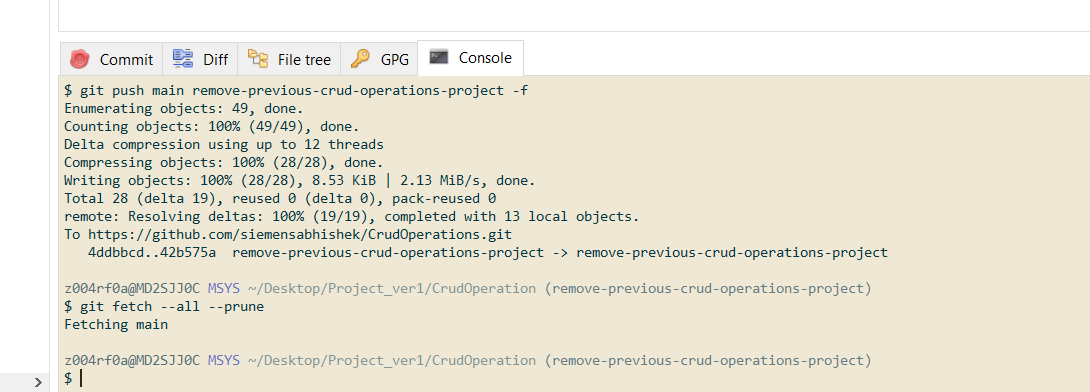 Commit Diff File tree GPG Console
$ git push main remove-previous-crud-operations-project -f
Enumerating objects: 49, done.
Counting objects: 100% (49/49), done.
Delta compression using up to 12 threads
Compressing objects: 100% (28/28), done.
Writing objects: 100% (28/28), 8.53 KiB | 2.13 MiB/s, done.
Total 28 (delta 19), reused 0 (delta 0), pack-reused 0
remote: Resolving deltas: 100% (19/19), completed with 13 local objects.
To https://github.com/siemensabhishek/CrudOperations.git
   4ddbbcd..42b575a  remove-previous-crud-operations-project -> remove-previous-crud-operations-project
z004rf0a@MD2SJJ0C MSYS ~/Desktop/Project_ver1/CrudOperation (remove-previous-crud-operations-project)
$ git fetch --all --prune
Fetching main
z004rf0a@MD2SJJ0C MSYS ~/Desktop/Project_ver1/CrudOperation (remove-previous-crud-operations-project)
$